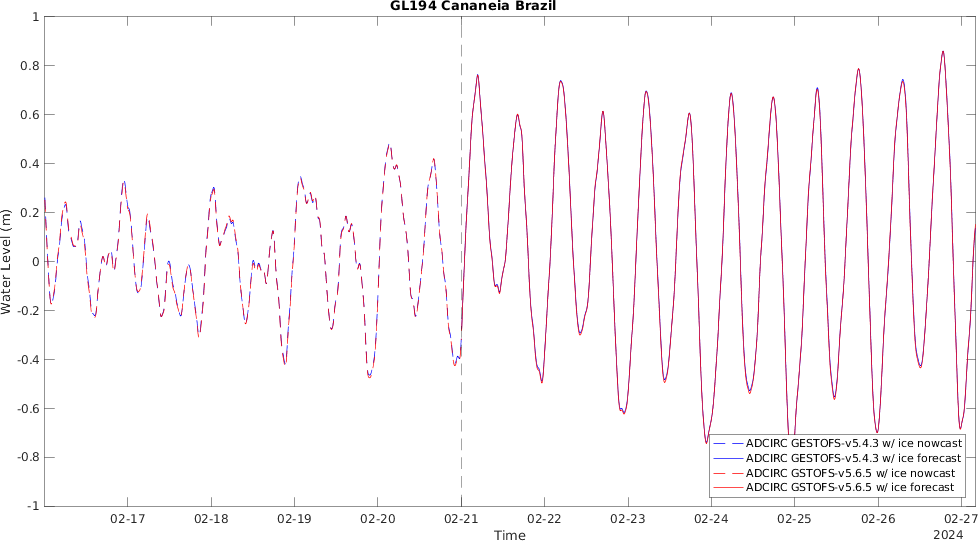 GL194 Cananeia Brazil
1
0.8
0.6
0.4
0.2
0
-0.2
-0.4
-0.6
-0.8
-1
Water Level (m)
ADCIRC GESTOFS-v5.4.3 w/ ice nowcast
ADCIRC GESTOFS-v5.4.3 w/ ice forecast
ADCIRC GSTOFS-v5.6.5 w/ ice nowcast
ADCIRC GSTOFS-v5.6.5 w/ ice forecast
02-17 02-18 02-19 02-20 02-21 02-22 02-23 02-24 02-25 02-26 02-27
Time
2024